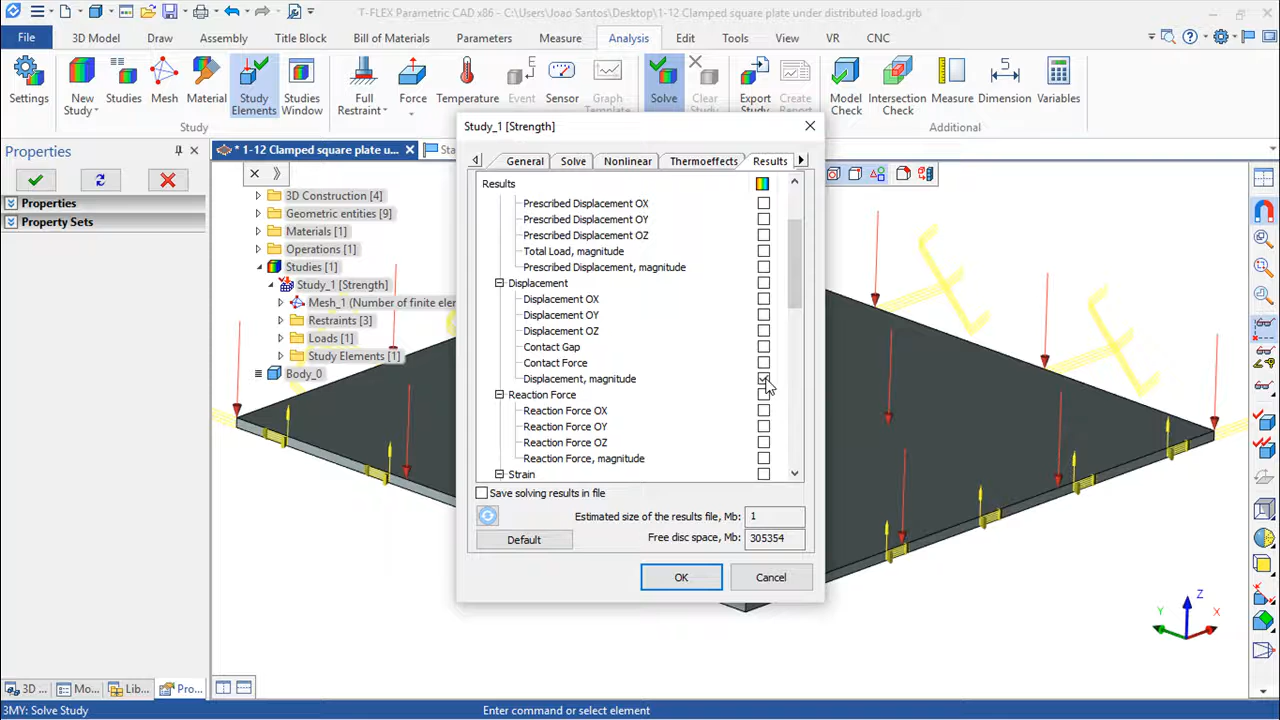 T-FLEX Parametric CAD x86 - C:\Users\Joao Santos\Desktop\1-12 Clamped square plate under distributed load.grb
File
3D Model
Draw
Assembly
Title Block
Bill of Materials
Parameters
Measure
Analysis
Edit
Tools
View
VR
CNC
Settings
New Study
Studies
Mesh
Material
Study Elements
Studies Window
Full Restraint
Force
Temperature
Event
Sensor
Graph Template
Solve
Clear Study
Export Study
Create Report
Model Check
Intersection Check
Measure
Dimension
Variables
Study
Additional
Properties
* 1-12 Clamped square plate u...
Sta
Properties
Property Sets
3D Construction [4]
Geometric entities [9]
Materials [1]
Operations [1]
Studies [1]
Study_1 [Strength]
Mesh_1 (Number of finite elem
Restraints [3]
Loads [1]
Study Elements [1]
Body_0
Study_1 [Strength]
General
Solve
Nonlinear
Thermoeffects
Results
Results
Prescribed Displacement OX
Prescribed Displacement OY
Prescribed Displacement OZ
Total Load, magnitude
Prescribed Displacement, magnitude
Displacement
Displacement OX
Displacement OY
Displacement OZ
Contact Gap
Contact Force
Displacement, magnitude
Reaction Force
Reaction Force OX
Reaction Force OY
Reaction Force OZ
Reaction Force, magnitude
Strain
Save solving results in file
Estimated size of the results file, Mb: 1
Default
Free disc space, Mb: 305354
OK
Cancel
Z
Y
X
3D ...
Mo...
Lib...
Pro...
3MY: Solve Study
Enter command or select element